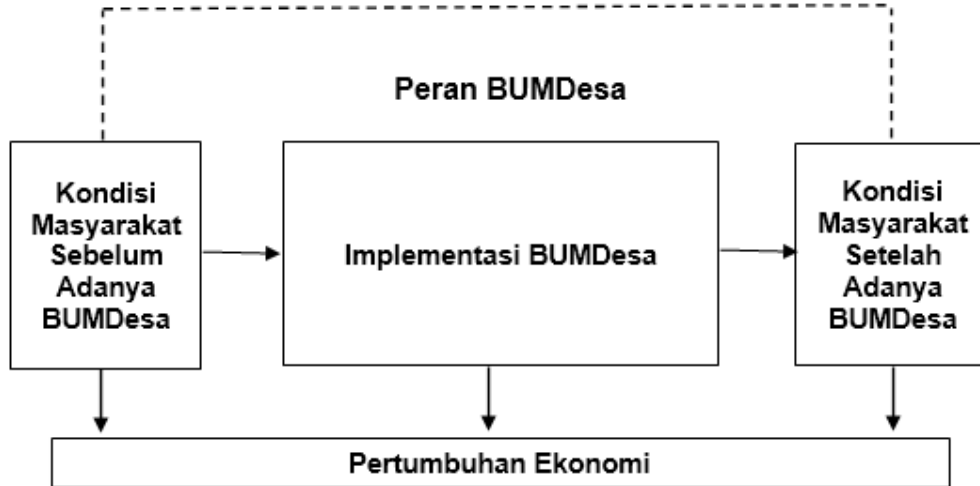 Peran BUMDesa
Kondisi
Masyarakat
Sebelum
Adanya
BUMDesa
Implementasi BUMDesa
Kondisi
Masyarakat
Setelah
Adanya
BUMDesa
Pertumbuhan Ekonomi